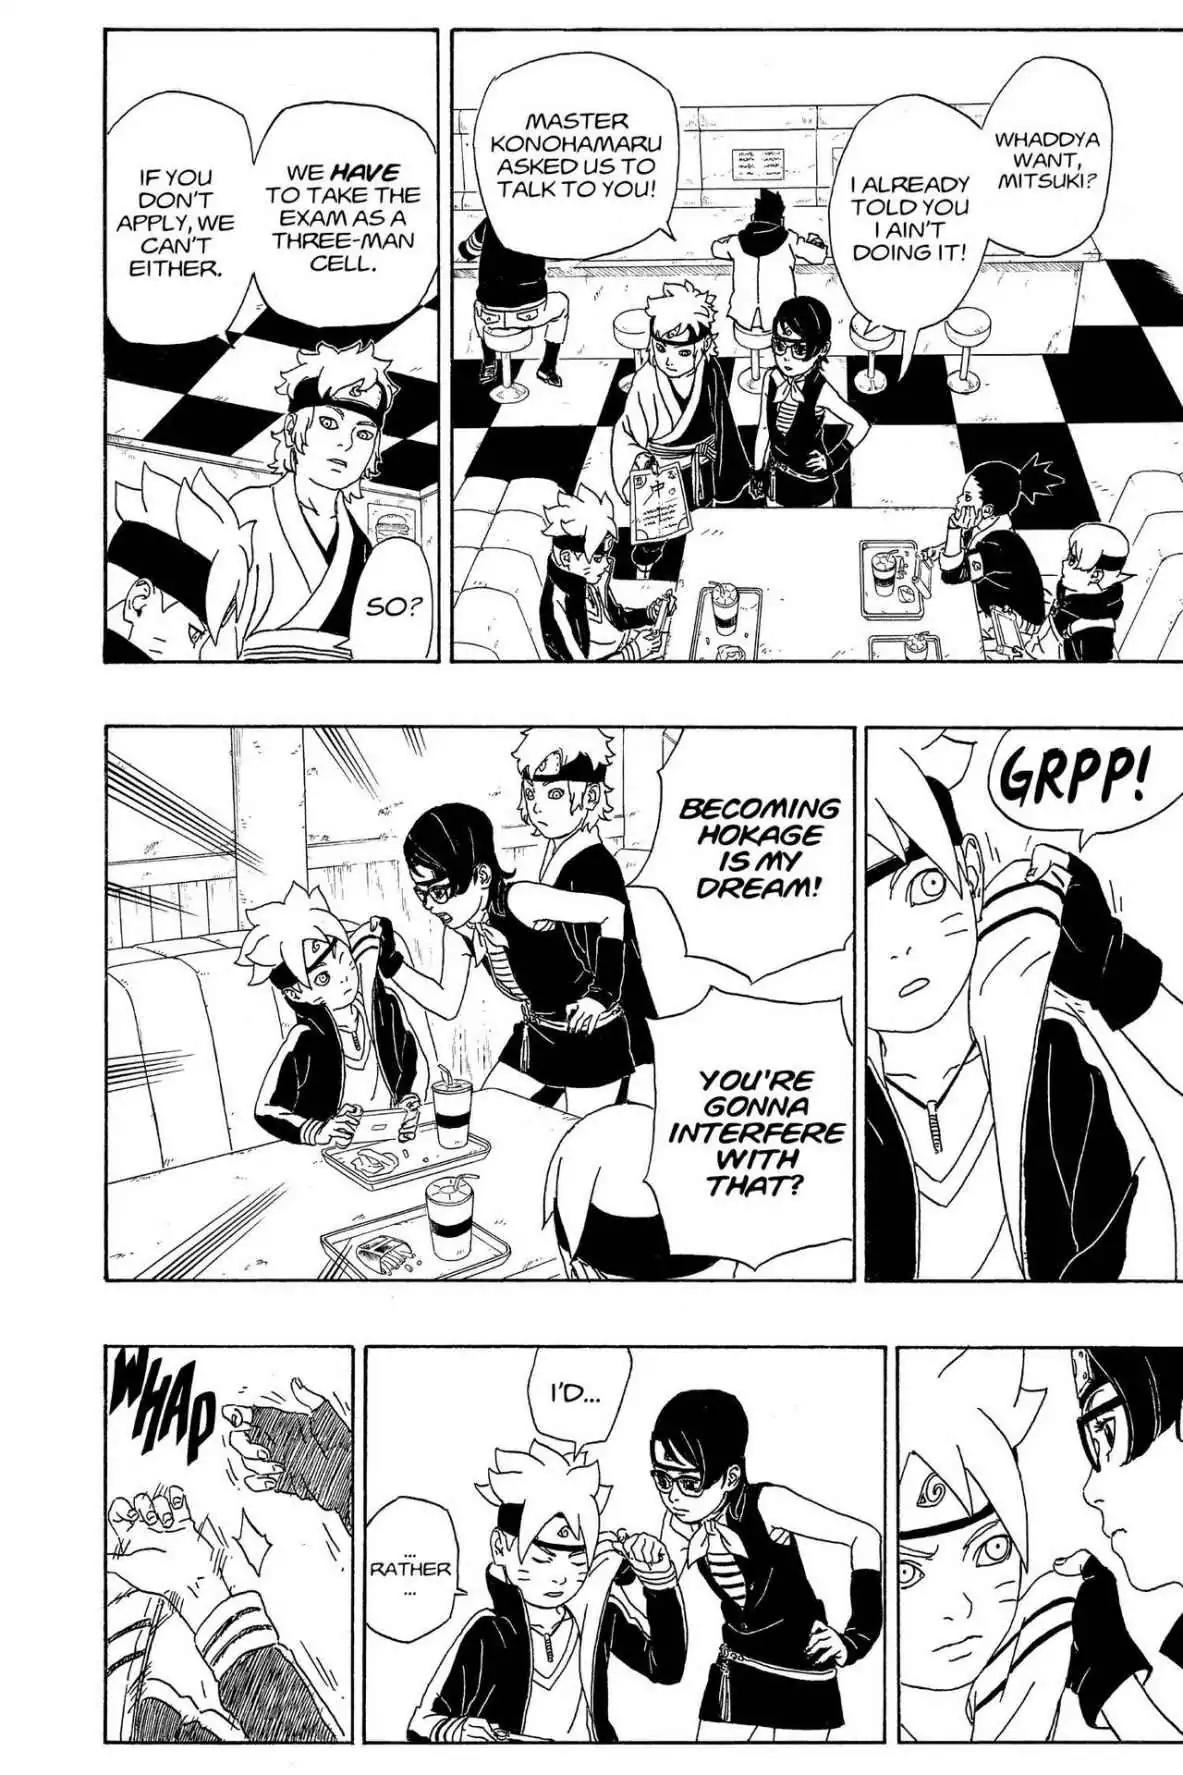 WHADDYA
WANT,
MITSUKI?
I ALREADY
TOLD YOU
I AIN'T
DOING IT!
MASTER
KONOHAMARU
ASKED US TO
TALK TO YOU!
WE HAVE
TO TAKE THE
EXAM AS A
THREE-MAN
CELL.
IF YOU
DON'T
APPLY, WE
CAN'T
EITHER.
SO?
GRPP!
BECOMING
HOKAGE
IS MY
DREAM!
YOU'RE
GONNA
INTERFERE
WITH
THAT?
I'D...
...
RATHER
...
WHAP